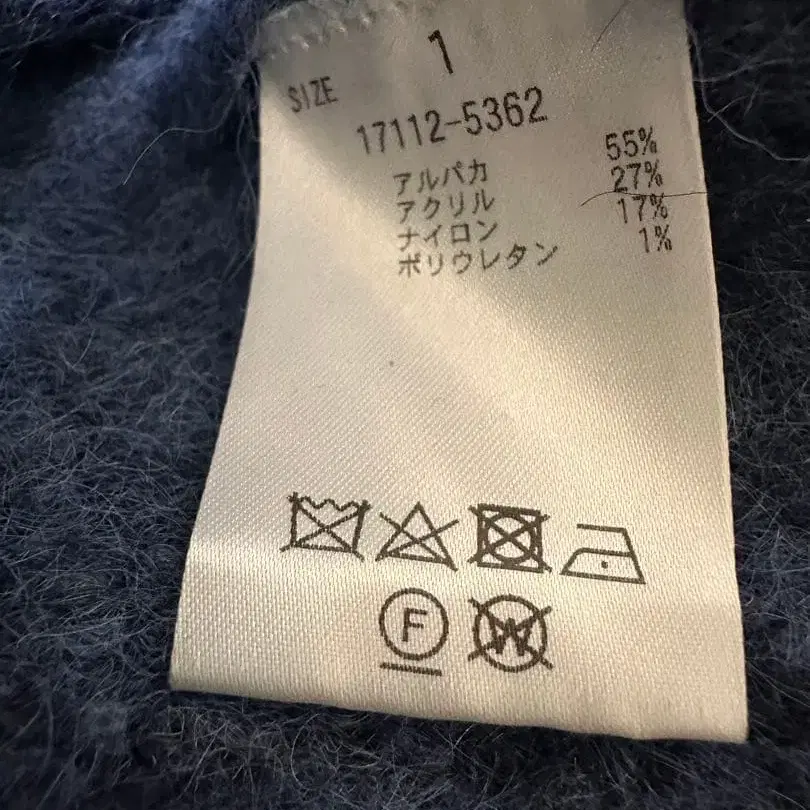 SIZE 1
17112-5362
アルパカ 55%
アクリル 27%
ナイロン 17%
ポリウレタン 1%
F W